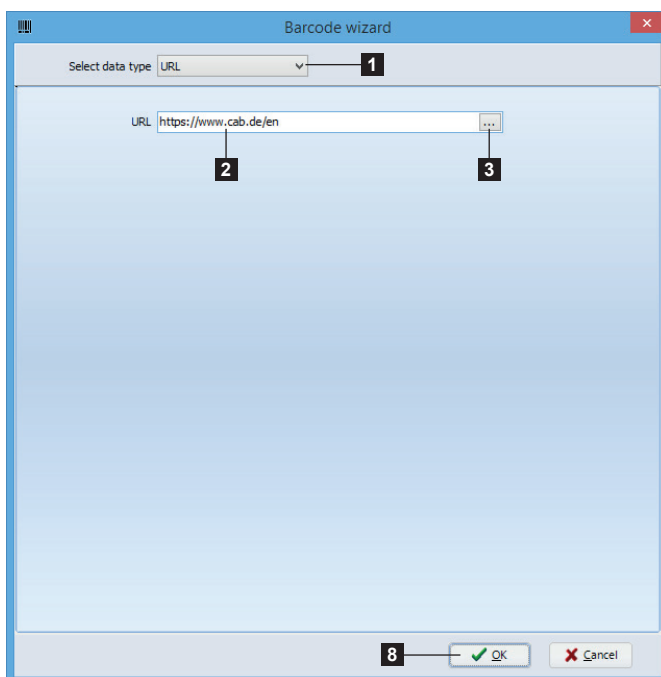 Barcode wizard
Select data type URL 1
URL https://www.cab.de/en ...
2 3
8 OK Cancel